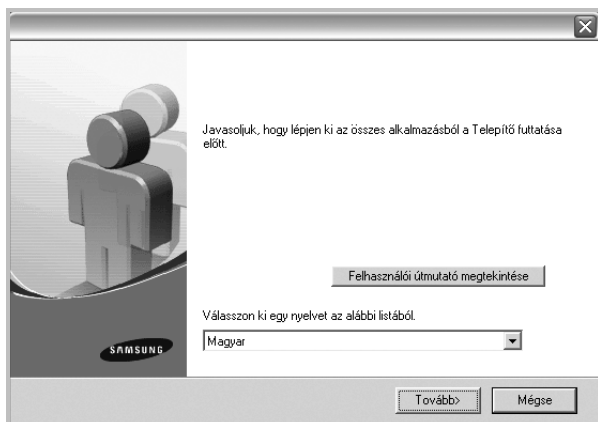 Javasoljuk, hogy lépjen ki az összes alkalmazásból a Telepítő futtatása
előtt.
Felhasználói útmutató megtekintése
Válasszon ki egy nyelvet az alábbi listából.
Magyar
SAMSUNG
Tovább>
Mégse